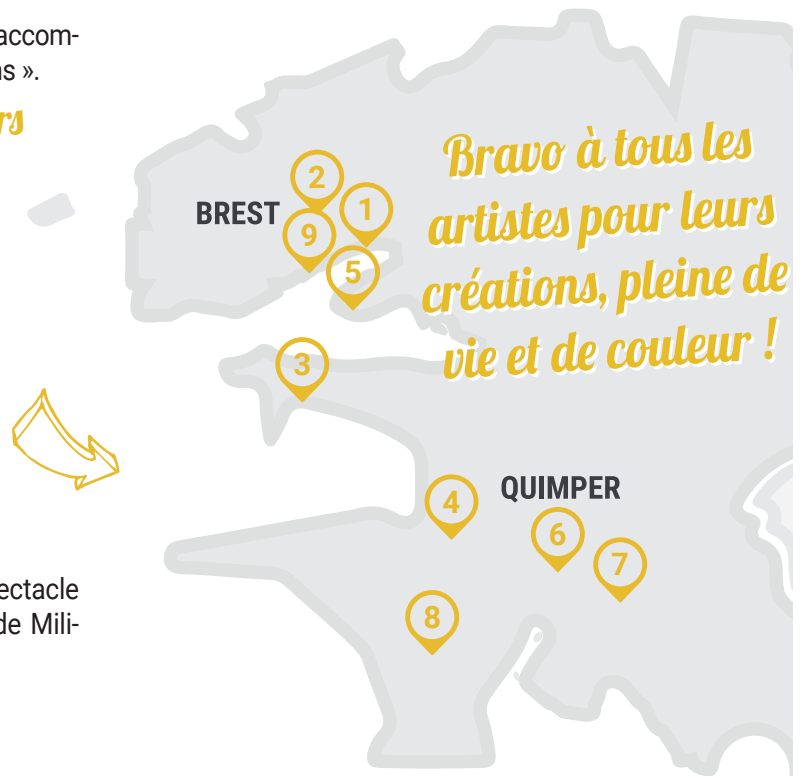 accom-
ns ».
rs
Bravo à tous les
artistes pour leurs
créations, pleine de
vie et de couleur !
BREST
2
1
9
5
3
QUIMPER
4
6
7
8
ectacle
de Mili-